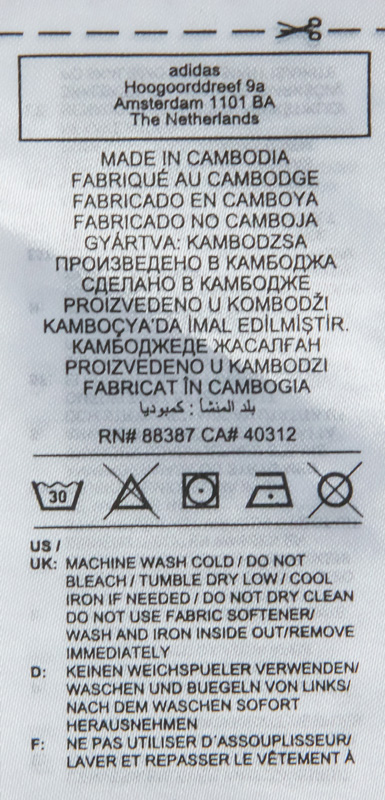 adidas
Hoogoorddreef 9a
Amsterdam 1101 BA
The Netherlands
MADE IN CAMBODIA
FABRIQUÉ AU CAMBODGE
FABRICADO EN CAMBOYA
FABRICADO NO CAMBOJA
GYÁRTVA: KAMBODZSA
ПРОИЗВЕДЕНО В КАМБОДЖА
СДЕЛАНО В КАМБОДЖЕ
PROIZVEDENO U KOMBODŽI
KAMBOÇYA'DA İMAL EDİLMİŞTİR.
КАМБОДЖЕДЕ ЖАСАЛҒАН
PROIZVEDENO U KAMBODZI
FABRICAT ÎN CAMBOGIA
بلد المنشأ : كمبوديا
RN# 88387 CA# 40312
30
US /
UK: MACHINE WASH COLD / DO NOT
BLEACH / TUMBLE DRY LOW / COOL
IRON IF NEEDED / DO NOT DRY CLEAN
DO NOT USE FABRIC SOFTENER/
WASH AND IRON INSIDE OUT/REMOVE
IMMEDIATELY
D: KEINEN WEICHSPUELER VERWENDEN/
WASCHEN UND BUEGELN VON LINKS/
NACH DEM WASCHEN SOFORT
HERAUSNEHMEN
F: NE PAS UTILISER D'ASSOUPLISSEUR/
LAVER ET REPASSER LE VÊTEMENT À